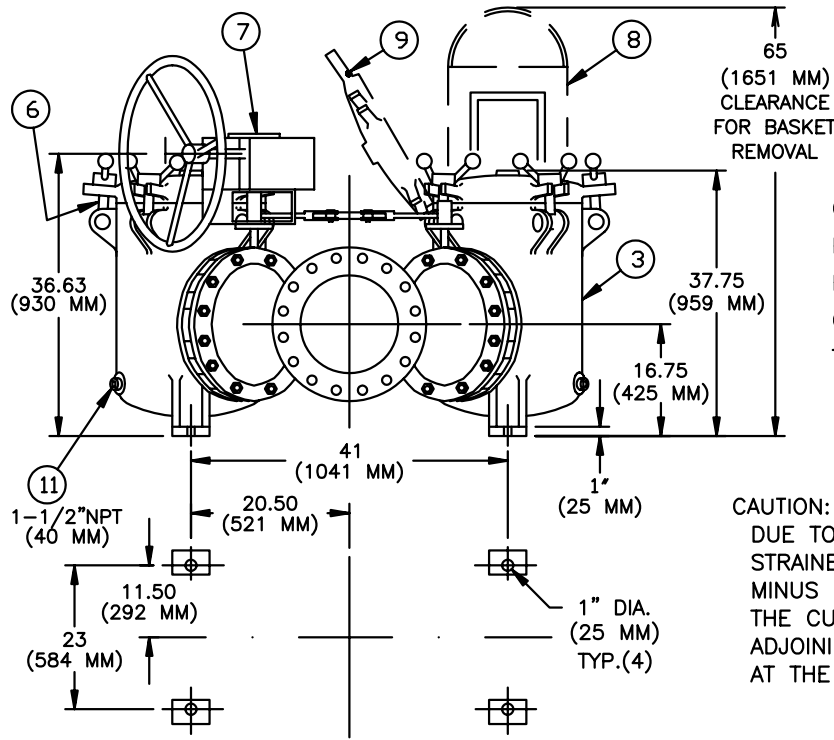 7
9
8
6
65
(1651 MM)
CLEARANCE
FOR BASKET
REMOVAL
3
36.63
(930 MM)
37.75
(959 MM)
16.75
(425 MM)
11
1-1/2"NPT
(40 MM)
41
(1041 MM)
20.50
(521 MM)
1"
(25 MM)
11.50
(292 MM)
23
(584 MM)
1" DIA.
(25 MM)
TYP.(4)
CAUTION:
DUE TO
STRAINE
MINUS
THE CU
ADJOINI
AT THE